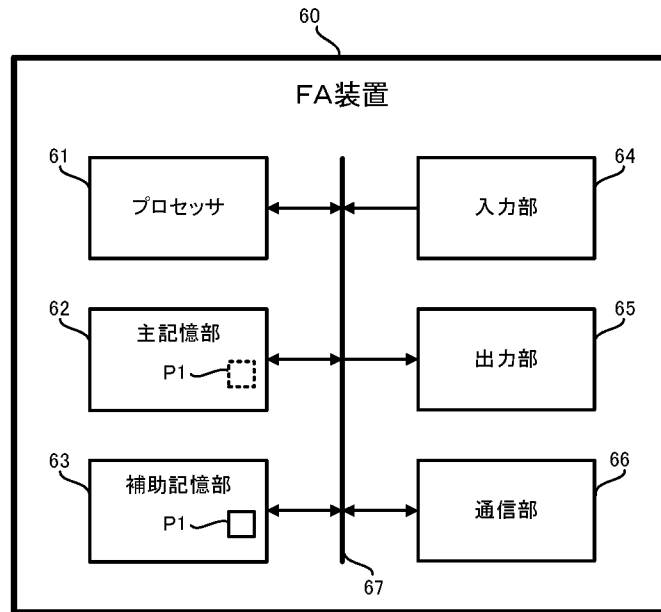 60
FA装置
61
プロセッサ
64
入力部
62
主記憶部
P1
65
出力部
63
補助記憶部
P1
66
通信部
67